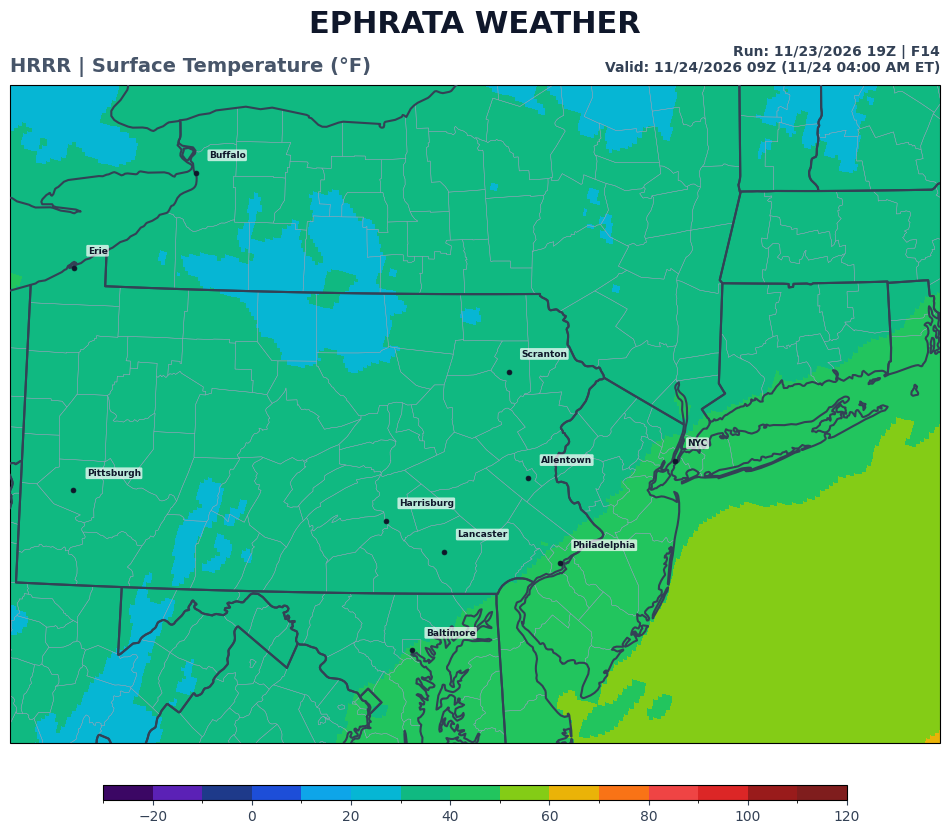 EPHRATA WEATHER
HRRR | Surface Temperature (°F)
Run: 11/23/2026 19Z | F14
Valid: 11/24/2026 09Z (11/24 04:00 AM ET)
Buffalo
Erie
Scranton
NYC
Pittsburgh
Allentown
Harrisburg
Lancaster
Philadelphia
Baltimore
−20 0 20 40 60 80 100 120